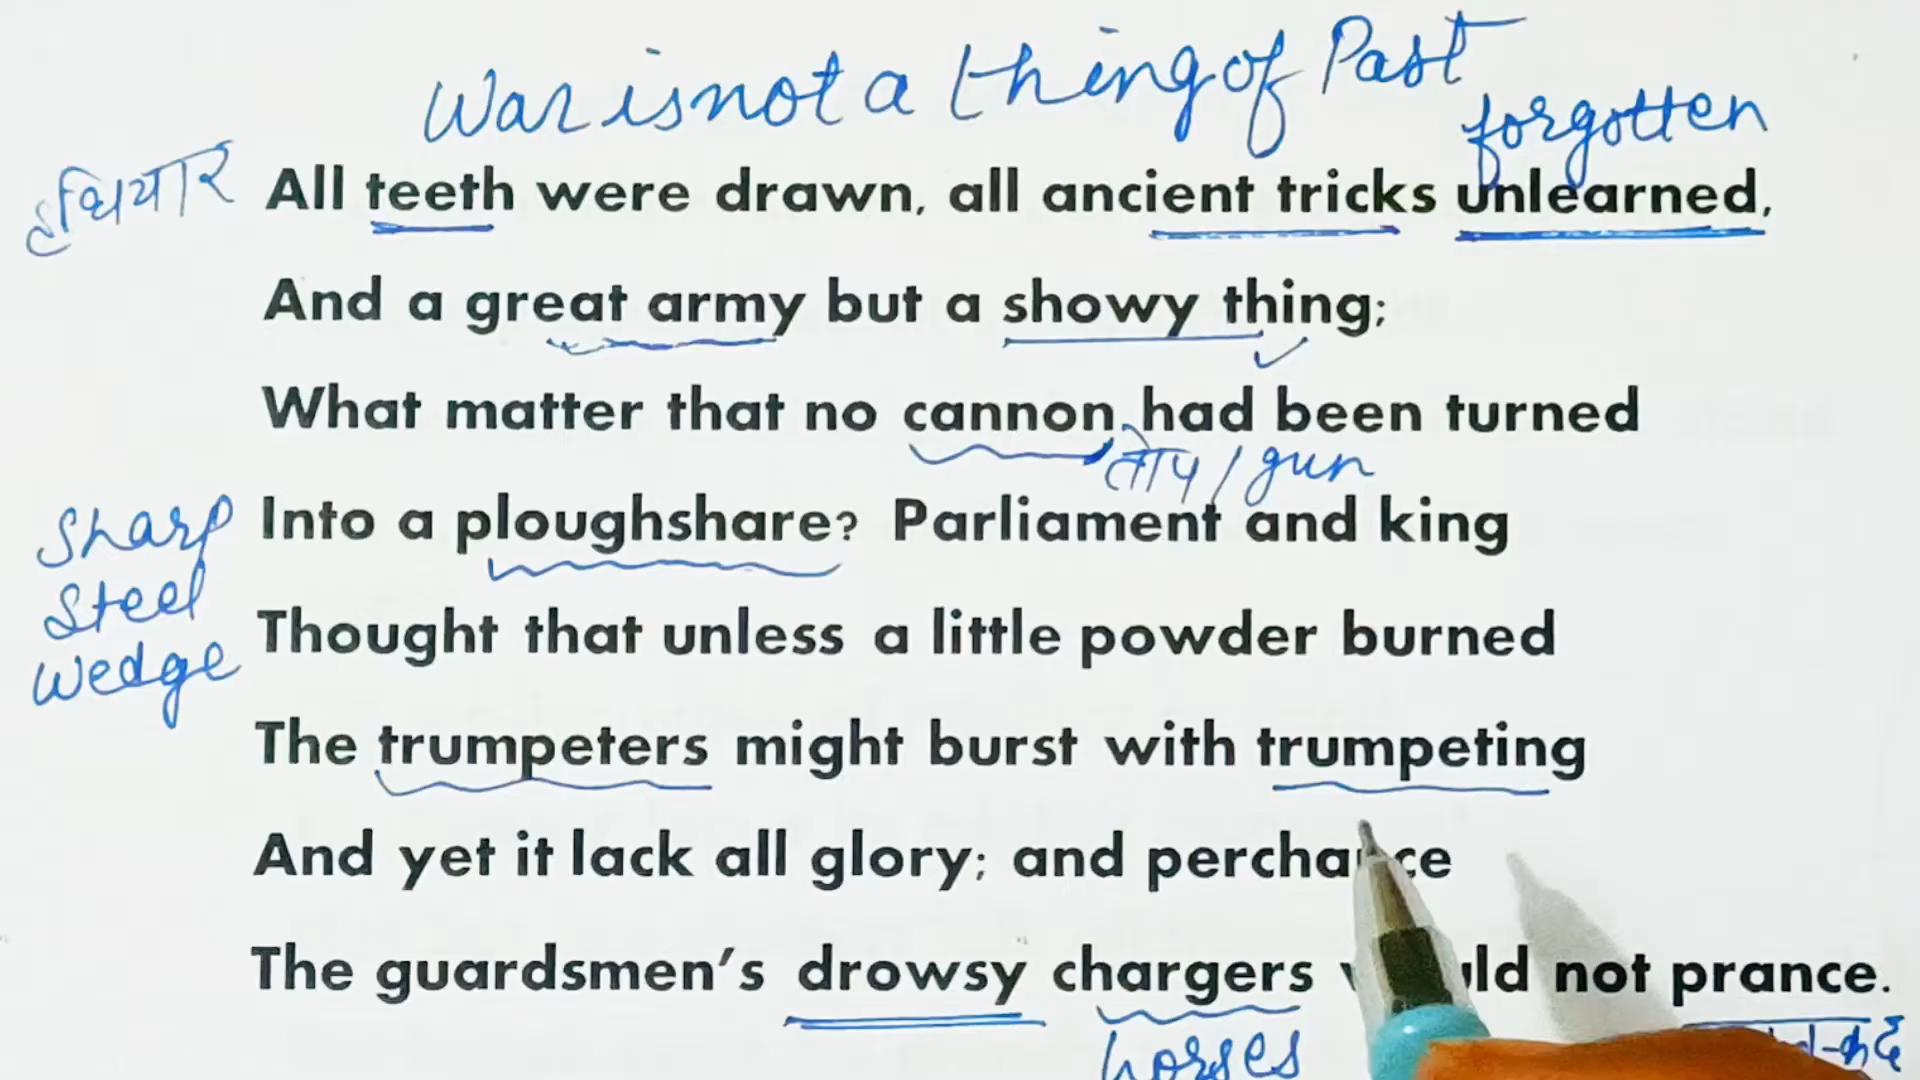 War is not a thing of Past
forgotten
हथियार
All teeth were drawn, all ancient tricks unlearned,
And a great army but a showy thing;
What matter that no cannon had been turned
तोप / gun
Sharp
Steel
Wedge
Into a ploughshare? Parliament and king
Thought that unless a little powder burned
The trumpeters might burst with trumpeting
And yet it lack all glory; and perchance
The guardsmen's drowsy chargers would not prance.
horses